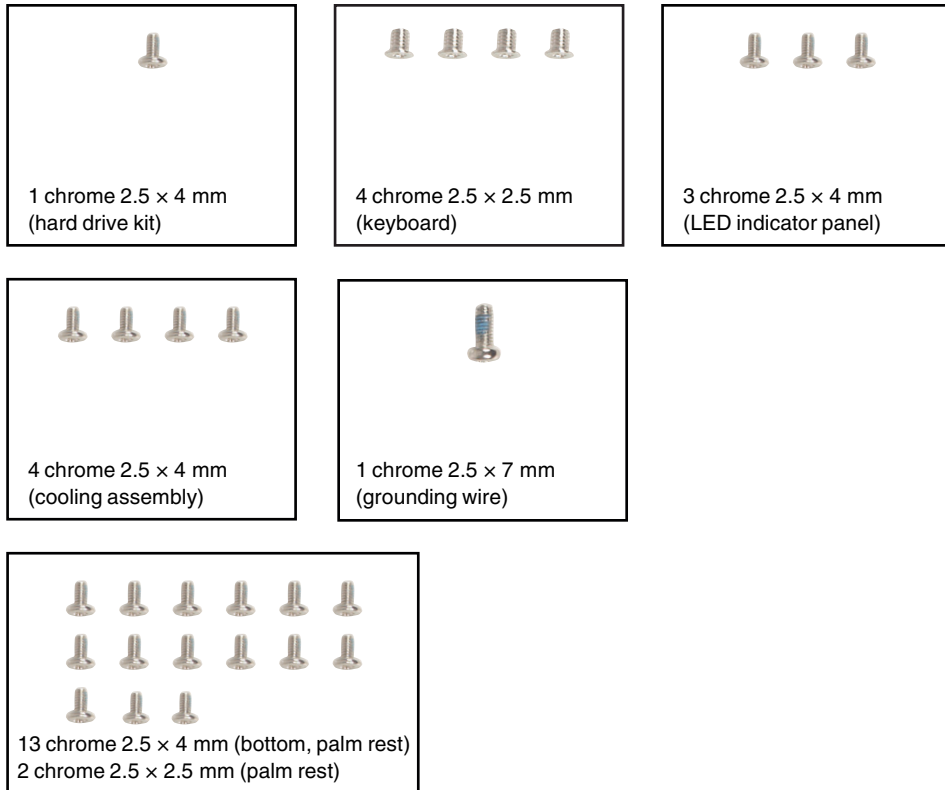 1 chrome 2.5 × 4 mm
(hard drive kit)
4 chrome 2.5 × 2.5 mm
(keyboard)
3 chrome 2.5 × 4 mm
(LED indicator panel)
4 chrome 2.5 × 4 mm
(cooling assembly)
1 chrome 2.5 × 7 mm
(grounding wire)
13 chrome 2.5 × 4 mm (bottom, palm rest)
2 chrome 2.5 × 2.5 mm (palm rest)